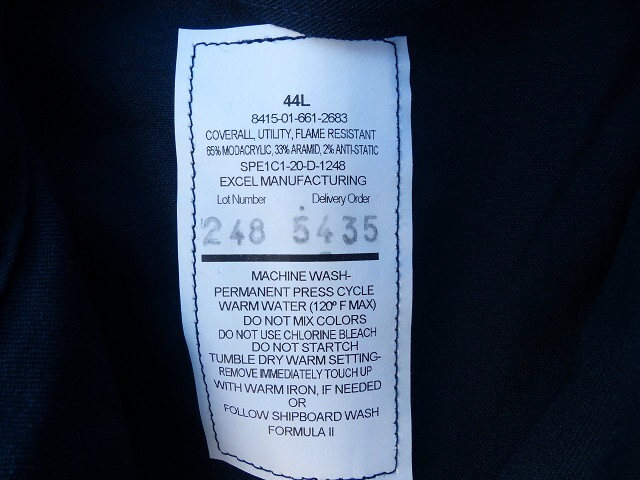 44L
8415-01-661-2683
COVERALL, UTILITY, FLAME RESISTANT
65% MODACRYLIC, 33% ARAMID, 2% ANTI-STATIC
SPE1C1-20-D-1248
EXCEL MANUFACTURING
Lot Number Delivery Order
248 5435
MACHINE WASH-
PERMANENT PRESS CYCLE
WARM WATER (120º F MAX)
DO NOT MIX COLORS
DO NOT USE CHLORINE BLEACH
DO NOT STARTCH
TUMBLE DRY WARM SETTING-
REMOVE IMMEDIATELY TOUCH UP
WITH WARM IRON, IF NEEDED
OR
FOLLOW SHIPBOARD WASH
FORMULA II